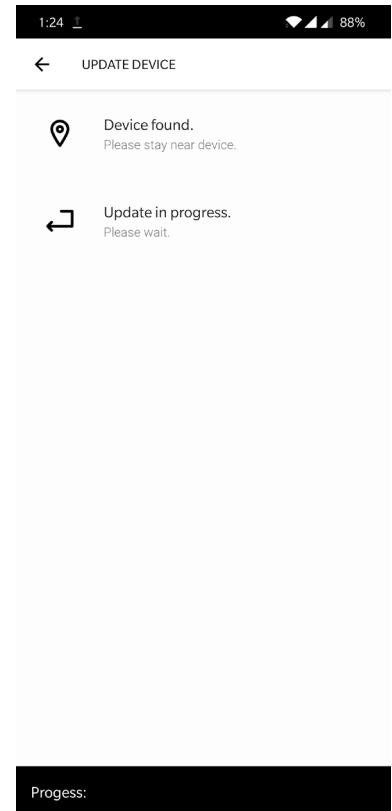 1:24 88%
UPDATE DEVICE
Device found.
Please stay near device.
Update in progress.
Please wait.
Progess: